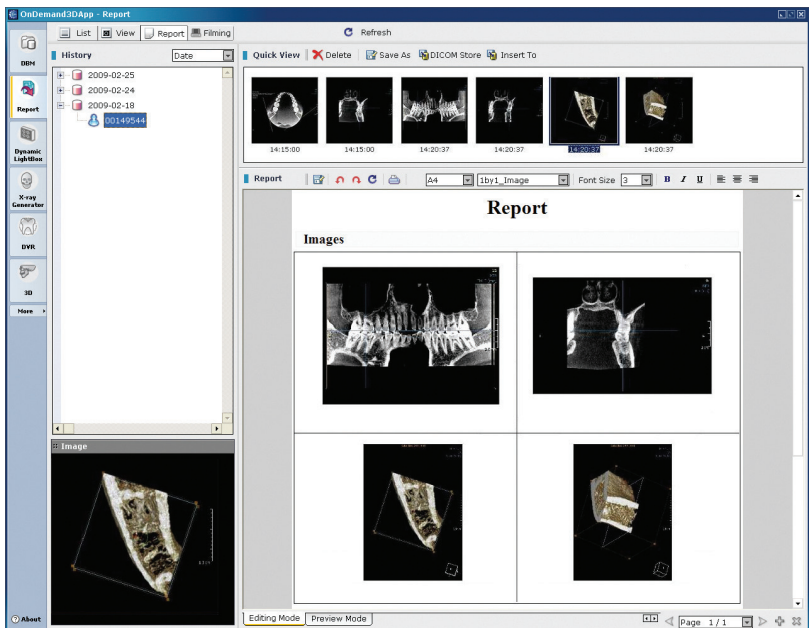 OnDemand3DApp - Report
List View Report Filming Refresh
DBM
Report
Dynamic
LightBox
X-ray
Generator
DVR
3D
More
About
History Date
2009-02-25
2009-02-24
2009-02-18
00149544
Image
Quick View Delete Save As DICOM Store Insert To
14:15:00 14:15:00 14:20:37 14:20:37 14:20:37 14:20:37
Report A4 1by1_Image Font Size 3 B I U
Report
Images
Editing Mode Preview Mode Page 1/1